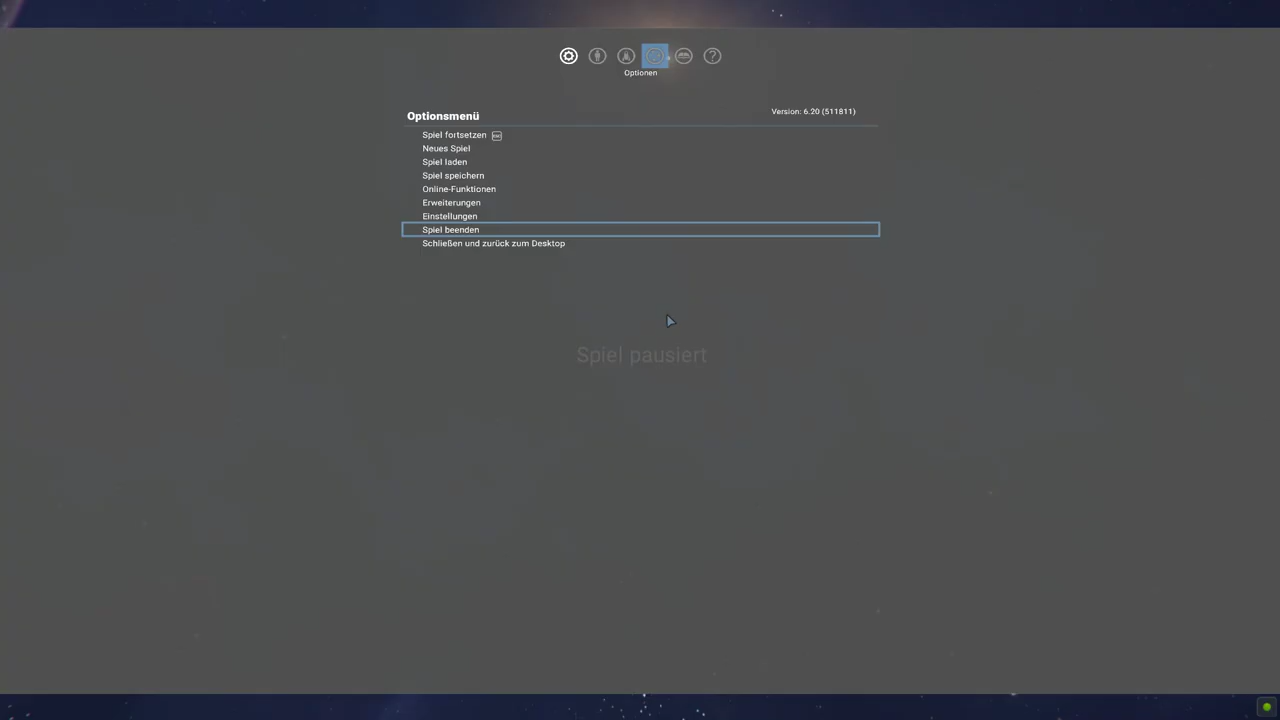 Optionen
Optionsmenü
Version: 6.20 (511811)
Spiel fortsetzen
Neues Spiel
Spiel laden
Spiel speichern
Online-Funktionen
Erweiterungen
Einstellungen
Spiel beenden
Schließen und zurück zum Desktop
Spiel pausiert